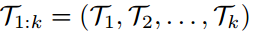 𝒯₁:ₖ = (𝒯₁, 𝒯₂, . . . , 𝒯ₖ)